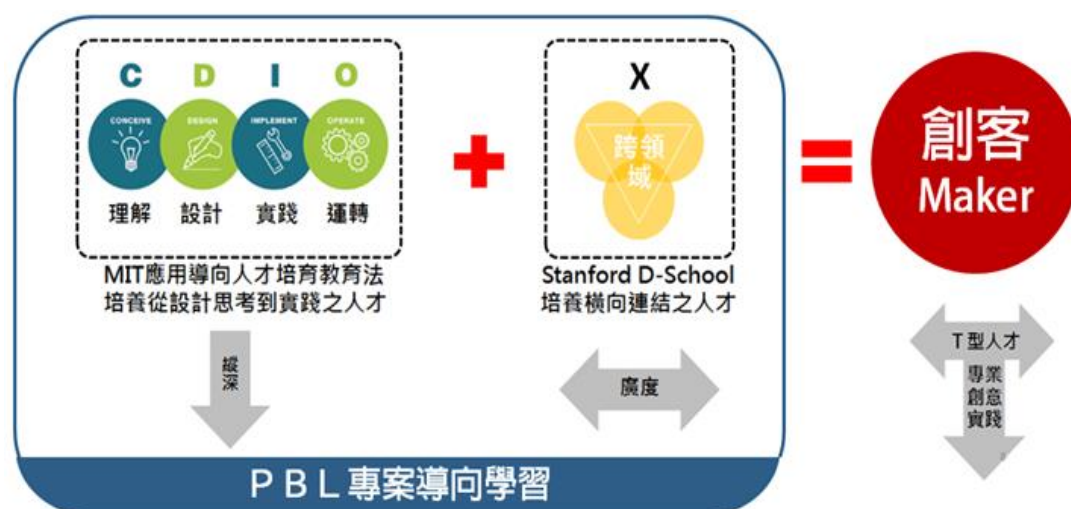 C D I O
CONCEIVE DESIGN IMPLEMENT OPERATE
理解 設計 實踐 運轉
MIT應用導向人才培育教育法
培養從設計思考到實踐之人才
縱深
X
跨領
域
Stanford D-School
培養橫向連結之人才
廣度
創客
Maker
T型人才
專業
創意
實踐
PBL專案導向學習